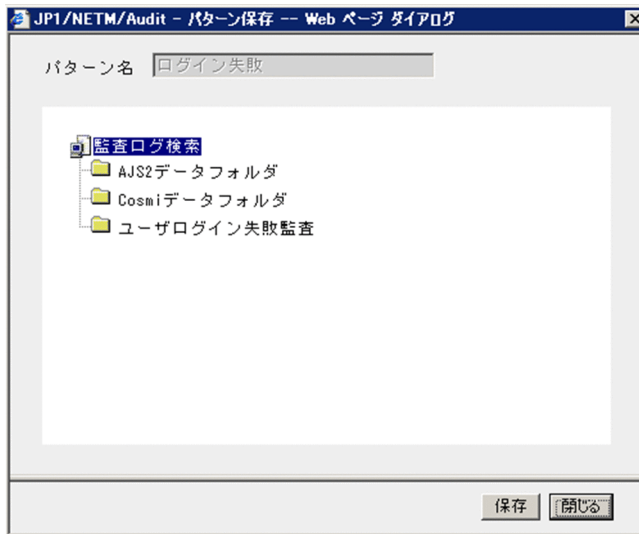 JP1/NETM/Audit - パターン保存 -- Web ページ ダイアログ
パターン名 ログイン失敗
監査ログ検索
AJS2データフォルダ
Cosmiデータフォルダ
ユーザログイン失敗監査
保存 閉じる